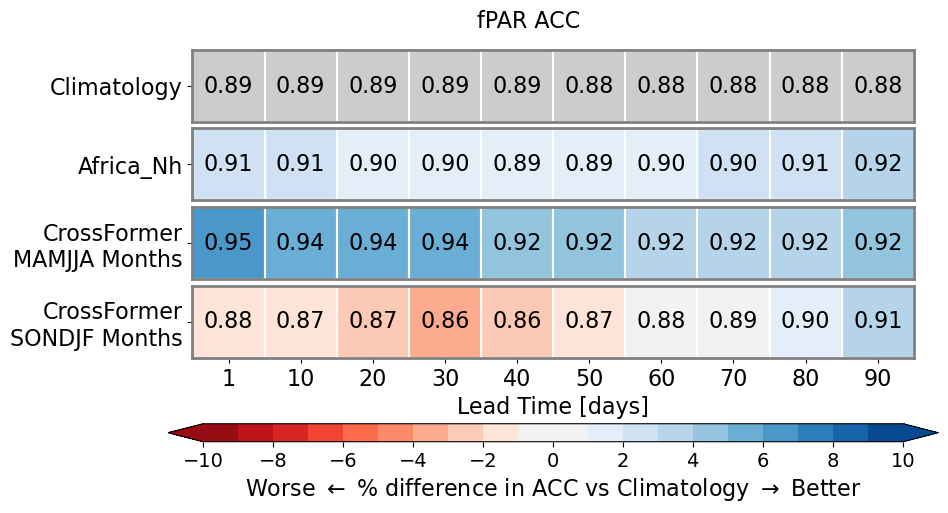 fPAR ACC
Climatology 0.89 0.89 0.89 0.89 0.89 0.88 0.88 0.88 0.88 0.88
Africa_Nh 0.91 0.91 0.90 0.90 0.89 0.89 0.90 0.90 0.91 0.92
CrossFormer
MAMJJA Months 0.95 0.94 0.94 0.94 0.92 0.92 0.92 0.92 0.92 0.92
CrossFormer
SONDJF Months 0.88 0.87 0.87 0.86 0.86 0.87 0.88 0.89 0.90 0.91
1 10 20 30 40 50 60 70 80 90
Lead Time [days]
−10 −8 −6 −4 −2 0 2 4 6 8 10
Worse ← % difference in ACC vs Climatology → Better